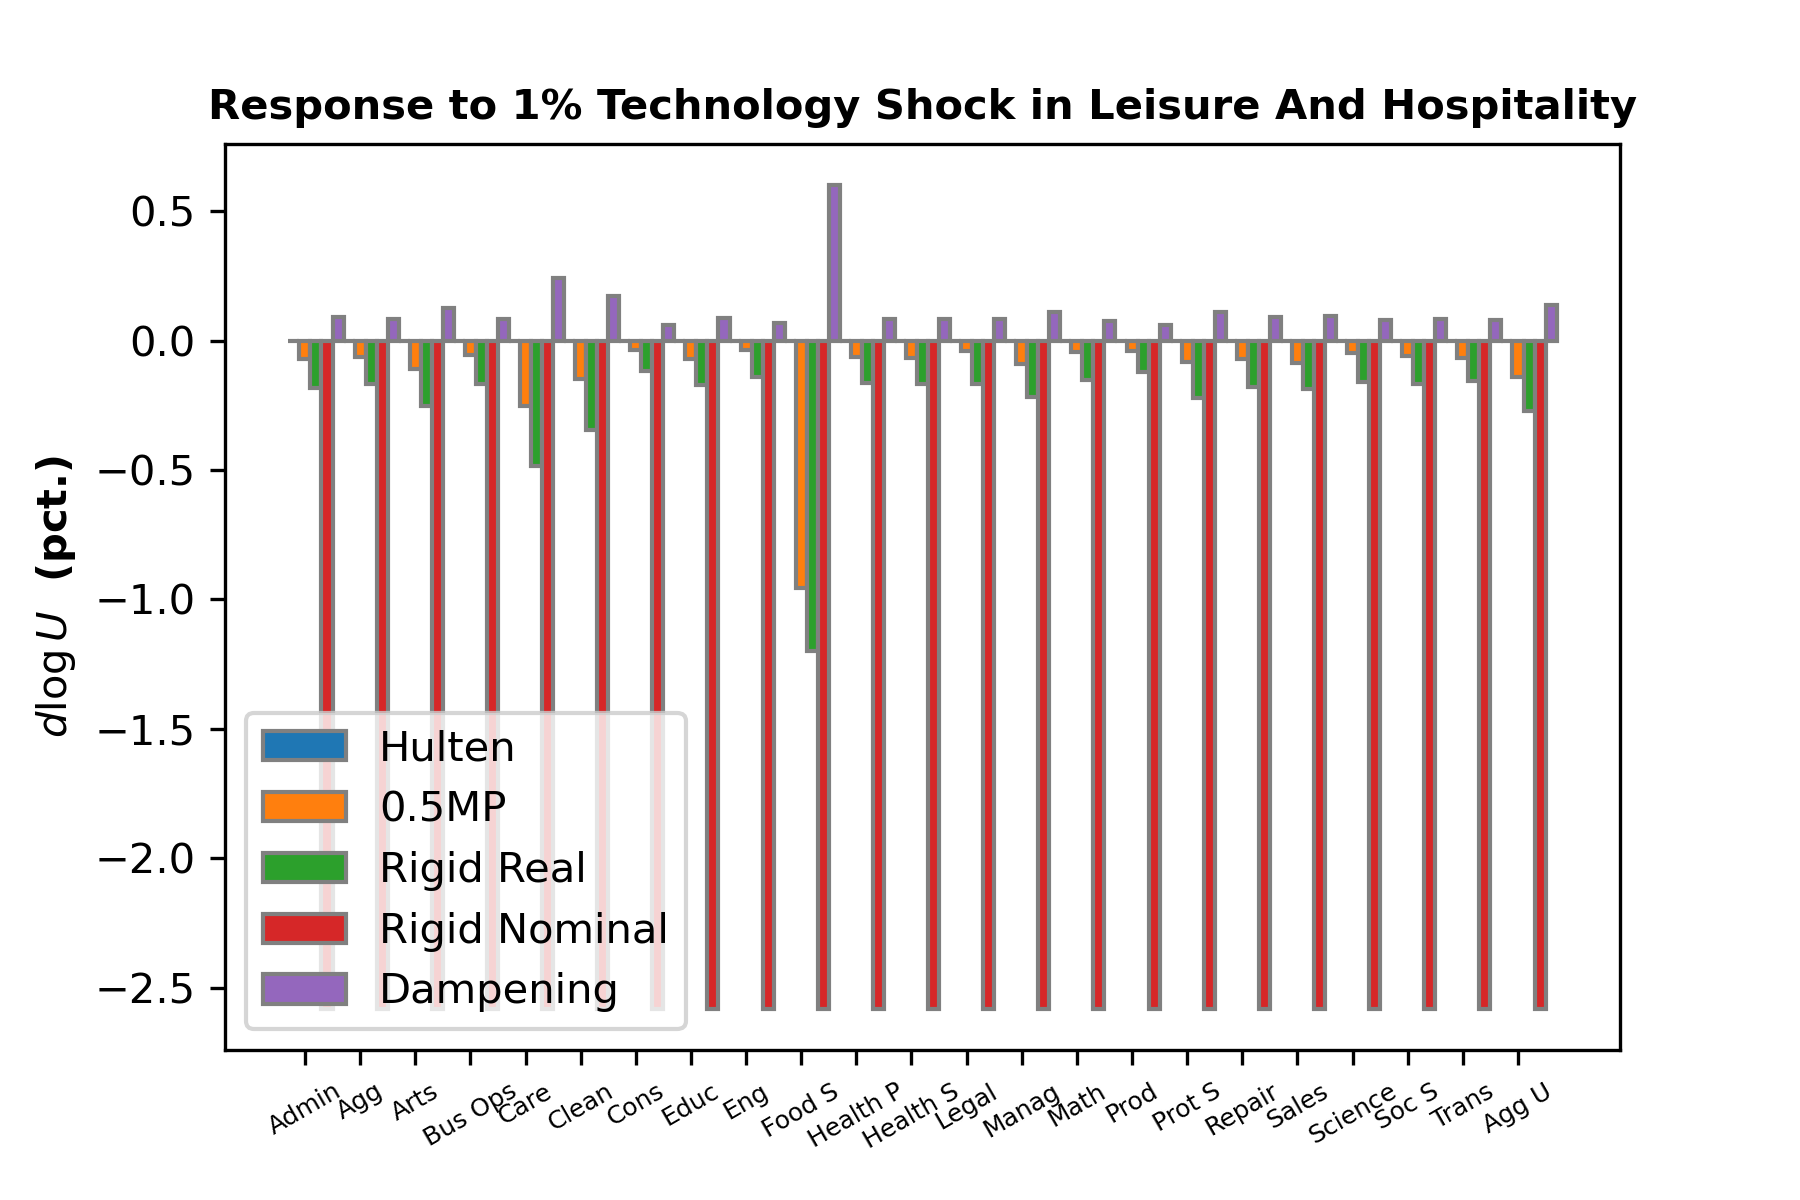 Response to 1% Technology Shock in Leisure And Hospitality
dlog U (pct.)
0.5
0.0
−0.5
−1.0
−1.5
−2.0
−2.5
Hulten
0.5MP
Rigid Real
Rigid Nominal
Dampening
Admin
Agg
Arts
Bus Ops
Care
Clean
Cons
Educ
Eng
Food S
Health P
Health S
Legal
Manag
Math
Prod
Prot S
Repair
Sales
Science
Soc S
Trans
Agg U